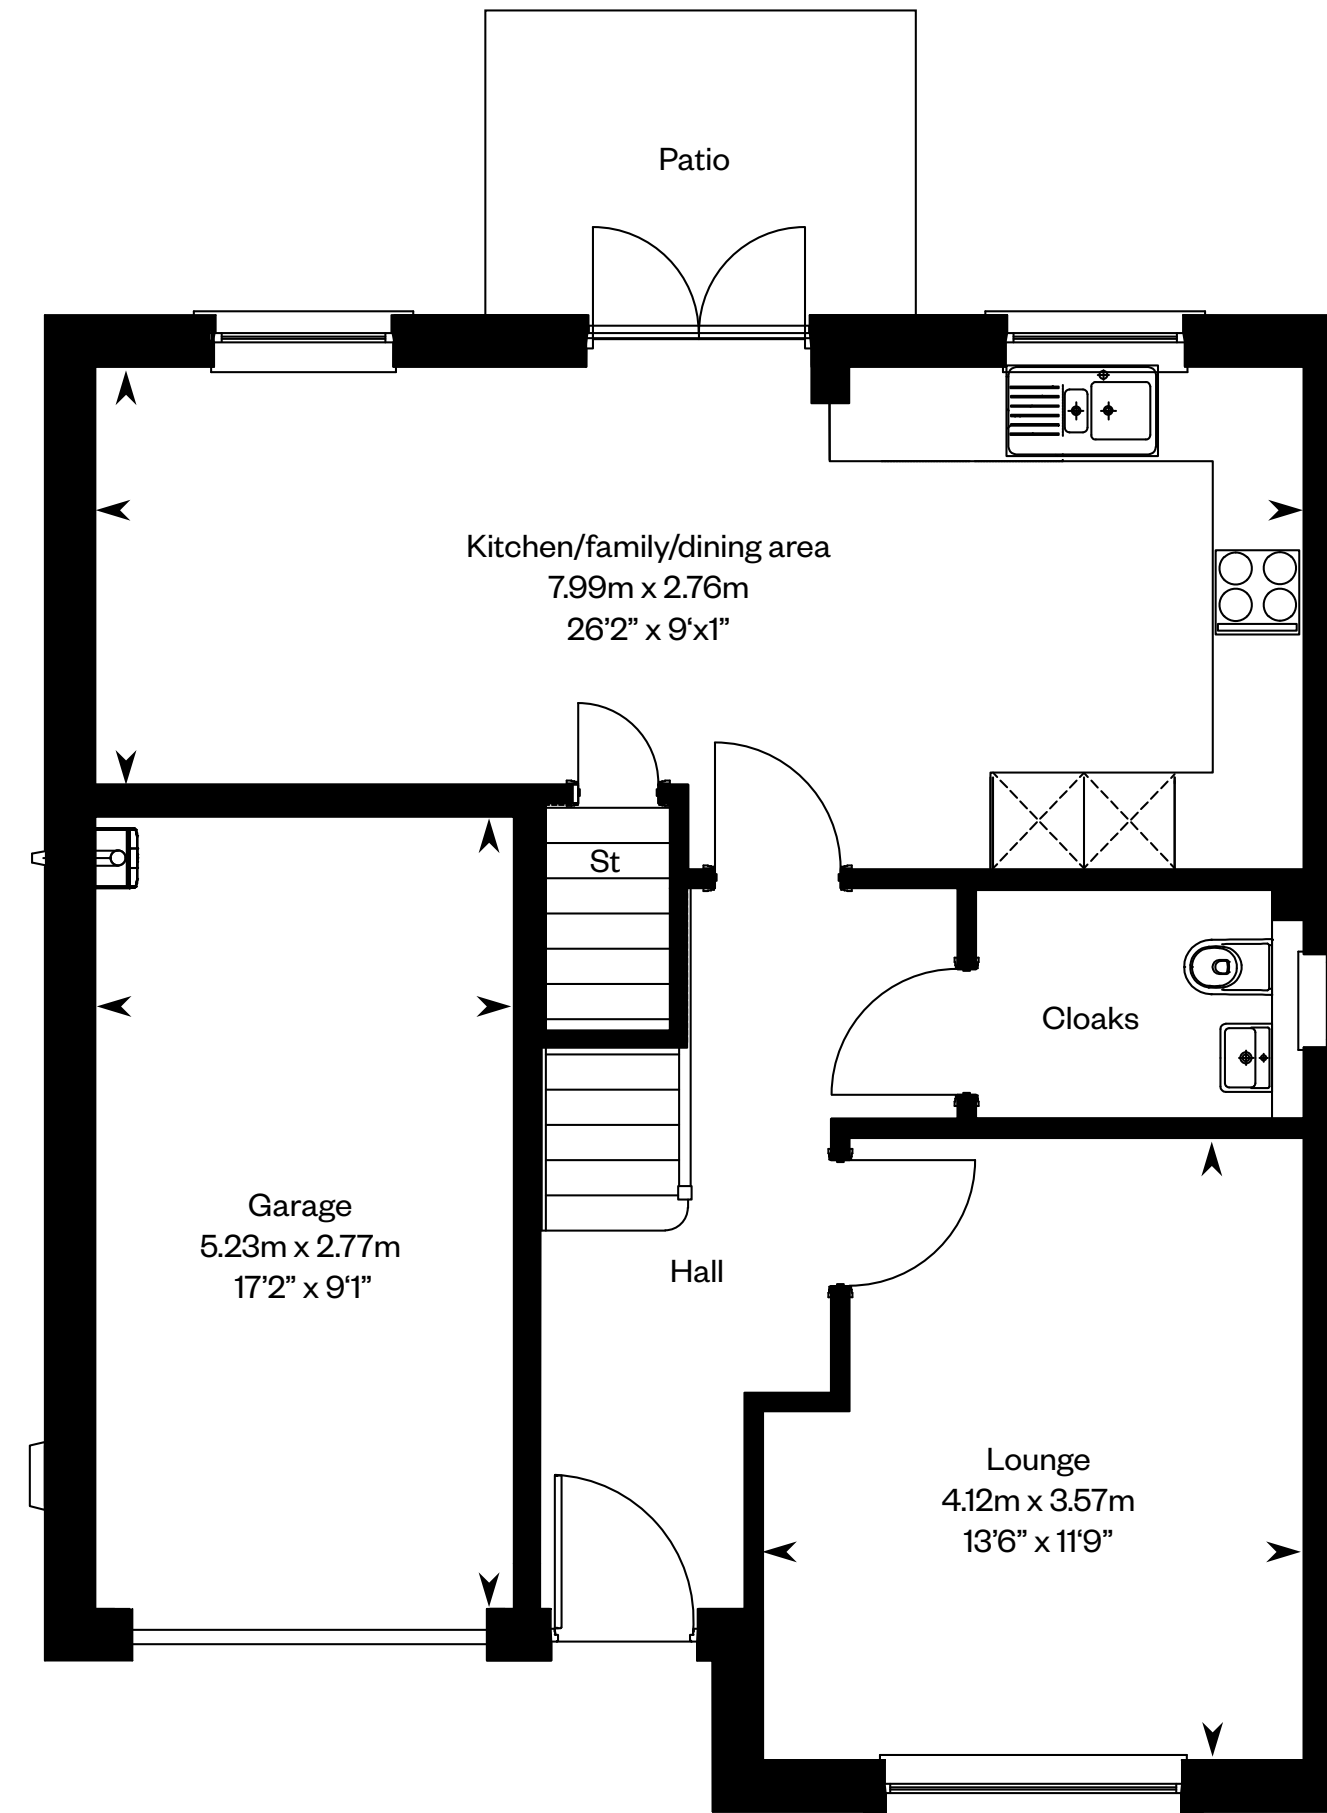 Patio
Kitchen/family/dining area
7.99m x 2.76m
26’2” x 9‘x1”
St
Cloaks
Garage
5.23m x 2.77m
17’2” x 9‘1”
Hall
Lounge
4.12m x 3.57m
13’6” x 11‘9”